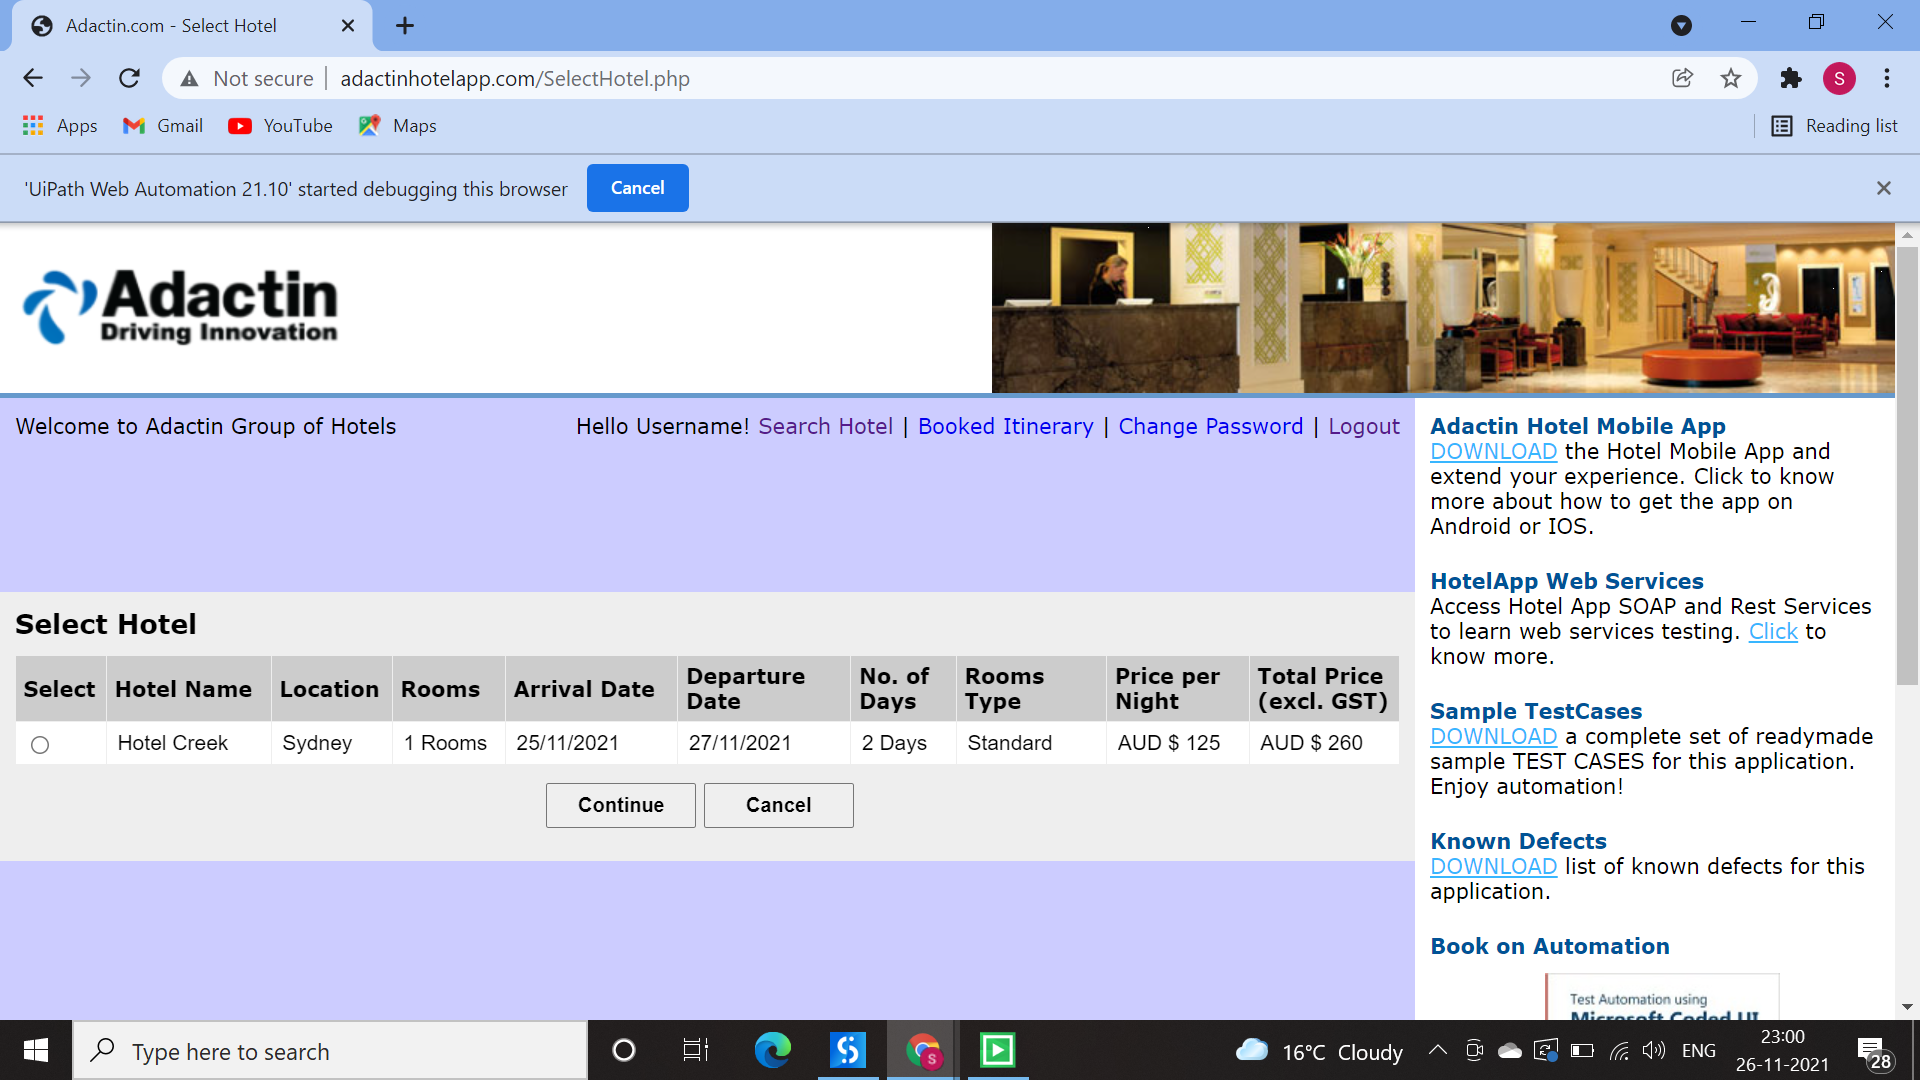 Adactin.com - Select Hotel
Not secure
adactinhotelapp.com/SelectHotel.php
S
Apps
Gmail
YouTube
Maps
Reading list
'UiPath Web Automation 21.10' started debugging this browser
Cancel
Adactin
Driving Innovation
Welcome to Adactin Group of Hotels
Hello Username! Search Hotel | Booked Itinerary | Change Password | Logout
Select Hotel
Select Hotel Name Location Rooms Arrival Date Departure Date No. of Days Rooms Type Price per Night Total Price (excl. GST)
Hotel Creek Sydney 1 Rooms 25/11/2021 27/11/2021 2 Days Standard AUD $ 125 AUD $ 260
Continue
Cancel
Adactin Hotel Mobile App
DOWNLOAD the Hotel Mobile App and
extend your experience. Click to know
more about how to get the app on
Android or IOS.
HotelApp Web Services
Access Hotel App SOAP and Rest Services
to learn web services testing. Click to
know more.
Sample TestCases
DOWNLOAD a complete set of readymade
sample TEST CASES for this application.
Enjoy automation!
Known Defects
DOWNLOAD list of known defects for this
application.
Book on Automation
Test Automation using
Microsoft Coded UI
Type here to search
S
16°C Cloudy
ENG
23:00
26-11-2021
28